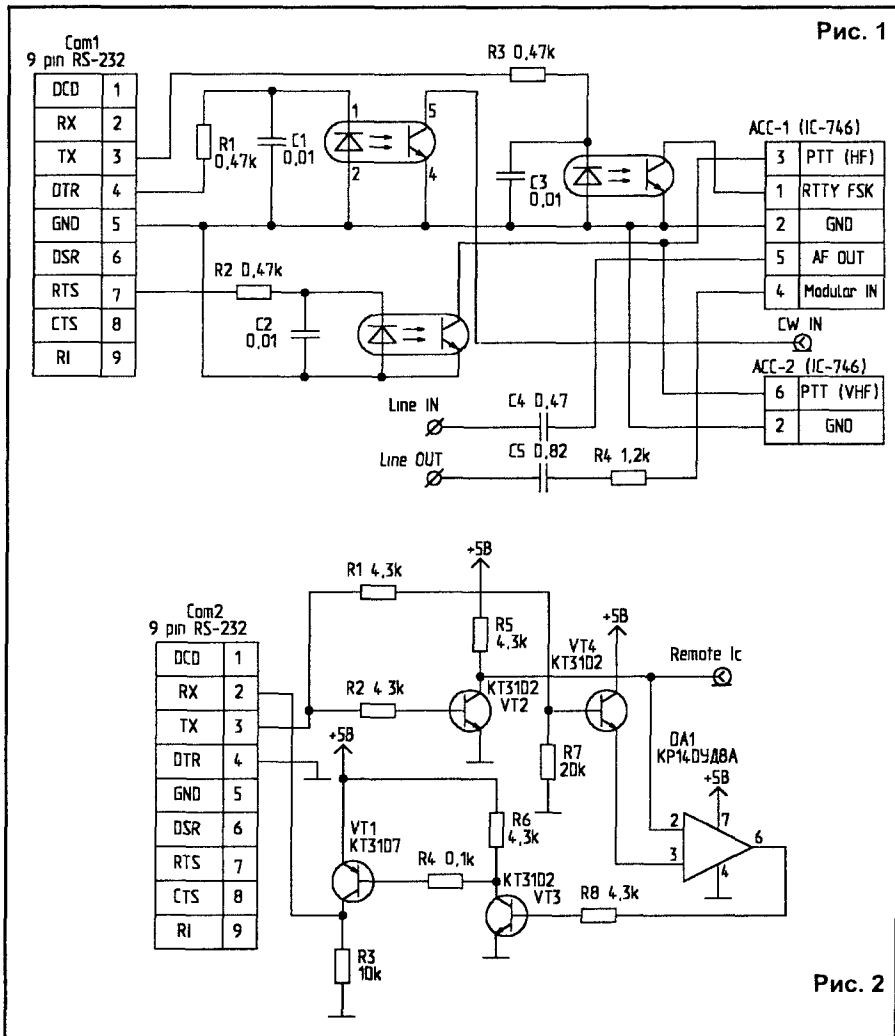 Рис. 1
Com1
9 pin RS-232
DCD 1
RX 2
TX 3
DTR 4
GND 5
DSR 6
RTS 7
CTS 8
RI 9
R1
0,47k
C1
0,01
1
2
5
4
R3 0,47k
C3
0,01
R2 0,47k
C2
0,01
ACC-1 (IC-746)
3 PTT (HF)
1 RTTY FSK
2 GND
5 AF OUT
4 Modular IN
CW IN
ACC-2 (IC-746)
6 PTT (VHF)
2 GND
Line IN
C4 0,47
Line OUT
C5 0,82
R4 1,2k
Com2
9 pin RS-232
DCD 1
RX 2
TX 3
DTR 4
GND 5
DSR 6
RTS 7
CTS 8
RI 9
R1 4,3k
R2 4 3k
+5В
R5
4,3k
КТ3102
VT2
VT4
КТ3102
+5В
Remote Ic
R7
20k
DA1
КР140УД8А
+5В
2
3
7
4
6
+5В
VT1
КТ3107
R4 0,1k
R6
4,3k
КТ3102
VT3
R8 4,3k
R3
10k
Рис. 2